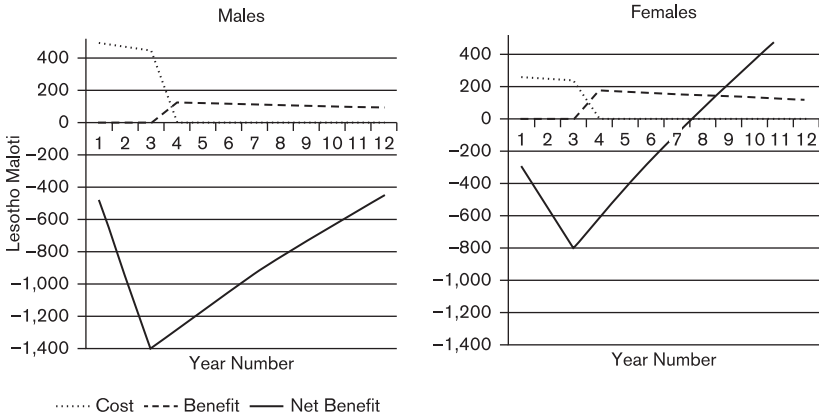 Males
Females
Lesotho Maloti
400
200
0
−200
−400
−600
−800
−1,000
−1,200
−1,400
1 2 3 4 5 6 7 8 9 10 11 12
Year Number
400
200
0
−200
−400
−600
−800
−1,000
−1,200
−1,400
1 2 3 4 5 6 7 8 9 10 11 12
Year Number
Cost Benefit Net Benefit